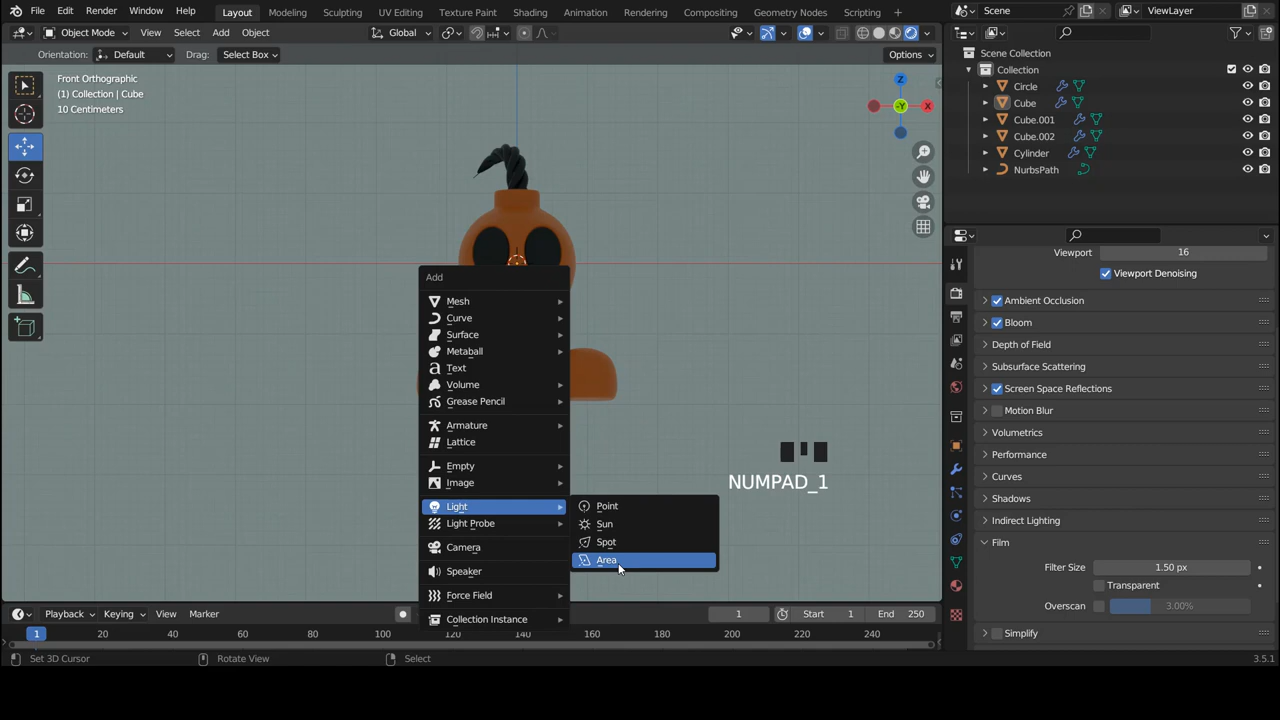 File Edit Render Window Help Layout Modeling Sculpting UV Editing Texture Paint Shading Animation Rendering Compositing Geometry Nodes Scripting Scene ViewLayer
Object Mode View Select Add Object Global
Orientation: Default Drag: Select Box Options
Front Orthographic
(1) Collection | Cube
10 Centimeters
Z
-Y
X
Add
Mesh
Curve
Surface
Metaball
Text
Volume
Grease Pencil
Armature
Lattice
Empty
Image
Light
Light Probe
Camera
Speaker
Force Field
Collection Instance
Point
Sun
Spot
Area
NUMPAD_1
Scene Collection
Collection
Circle
Cube
Cube.001
Cube.002
Cylinder
NurbsPath
Viewport 16
Viewport Denoising
Ambient Occlusion
Bloom
Depth of Field
Subsurface Scattering
Screen Space Reflections
Motion Blur
Volumetrics
Performance
Curves
Shadows
Indirect Lighting
Film
Filter Size 1.50 px
Transparent
Overscan 3.00%
Simplify
Playback Keying View Marker 1 Start 1 End 250
1 20 40 60 80 100 120 140 160 180 200 220 240
Set 3D Cursor Rotate View Select 3.5.1